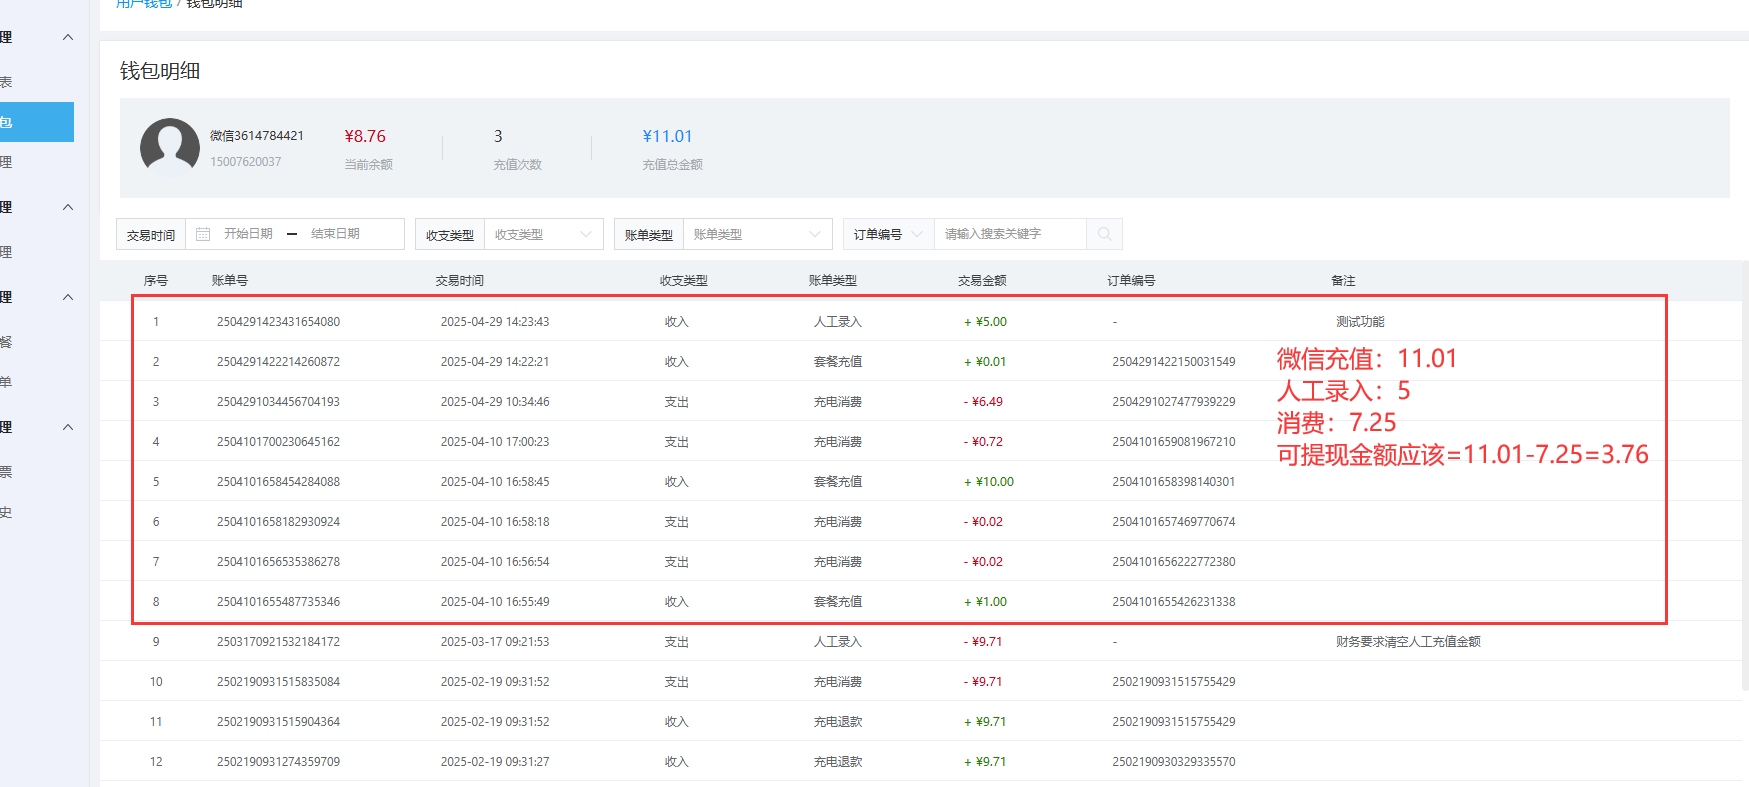 用户钱包 / 钱包明细
理
表
包
理
理
理
理
餐
单
理
票
史
钱包明细
微信3614784421
15007620037
¥8.76
当前余额
3
充值次数
¥11.01
充值总金额
交易时间 开始日期 — 结束日期 收支类型 收支类型 账单类型 账单类型 订单编号 请输入搜索关键字
序号 账单号 交易时间 收支类型 账单类型 交易金额 订单编号 备注
1 2504291423431654080 2025-04-29 14:23:43 收入 人工录入 + ¥5.00 - 测试功能
2 2504291422214260872 2025-04-29 14:22:21 收入 套餐充值 + ¥0.01 2504291422150031549
3 2504291034456704193 2025-04-29 10:34:46 支出 充电消费 - ¥6.49 2504291027477939229
4 2504101700230645162 2025-04-10 17:00:23 支出 充电消费 - ¥0.72 2504101659081967210
5 2504101658454284088 2025-04-10 16:58:45 收入 套餐充值 + ¥10.00 2504101658398140301
6 2504101658182930924 2025-04-10 16:58:18 支出 充电消费 - ¥0.02 2504101657469770674
7 2504101656535386278 2025-04-10 16:56:54 支出 充电消费 - ¥0.02 2504101656222772380
8 2504101655487735346 2025-04-10 16:55:49 收入 套餐充值 + ¥1.00 2504101655426231338
9 2503170921532184172 2025-03-17 09:21:53 支出 人工录入 - ¥9.71 - 财务要求清空人工充值金额
10 2502190931515835084 2025-02-19 09:31:52 支出 充电消费 - ¥9.71 2502190931515755429
11 2502190931515904364 2025-02-19 09:31:52 收入 充电退款 + ¥9.71 2502190931515755429
12 2502190931274359709 2025-02-19 09:31:27 收入 充电退款 + ¥9.71 2502190930329335570
微信充值：11.01
人工录入：5
消费：7.25
可提现金额应该=11.01-7.25=3.76